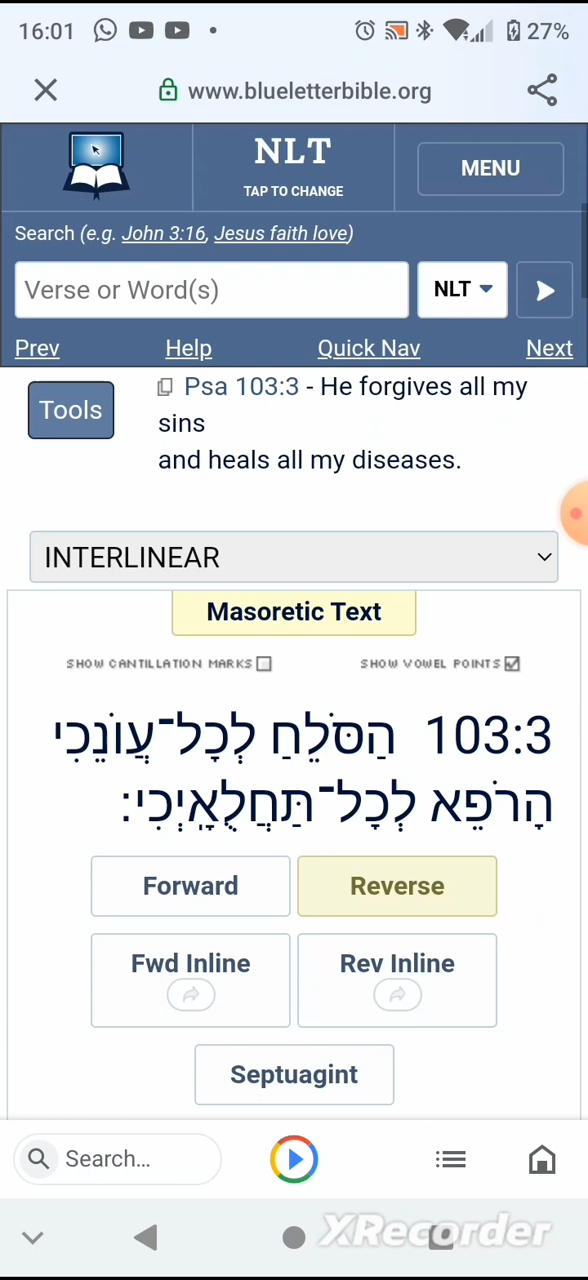 16:01
27%
www.blueletterbible.org
NLT
TAP TO CHANGE
MENU
Search (e.g. John 3:16, Jesus faith love)
Verse or Word(s)
NLT
Prev Help Quick Nav Next
Tools
Psa 103:3 - He forgives all my
sins
and heals all my diseases.
INTERLINEAR
Masoretic Text
SHOW CANTILLATION MARKS SHOW VOWEL POINTS
103:3 הַסֹּלֵחַ לְכָל־עֲוֺנֵכִי
הָרֹפֵא לְכָל־תַּחֲלֻאָֽיְכִי׃
Forward Reverse
Fwd Inline Rev Inline
Septuagint
Search...
XRecorder